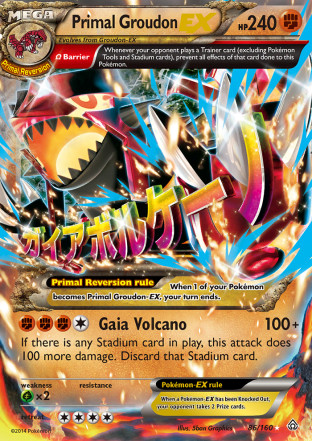 MEGA
Primal Groudon EX
HP240
Evolves from Groudon-EX
Primal Reversion
Ω Barrier
Whenever your opponent plays a Trainer card (excluding Pokémon
Tools and Stadium cards), prevent all effects of that card done to this
Pokémon.
ガイアボルケーノ
Primal Reversion rule
When 1 of your Pokémon
becomes Primal Groudon-EX, your turn ends.
Gaia Volcano 100+
If there is any Stadium card in play, this attack does
100 more damage. Discard that Stadium card.
weakness
resistance
×2
Pokémon-EX rule
When a Pokémon-EX has been Knocked Out,
your opponent takes 2 Prize cards.
retreat
©2014 Pokémon
Illus. 5ban Graphics
86/160